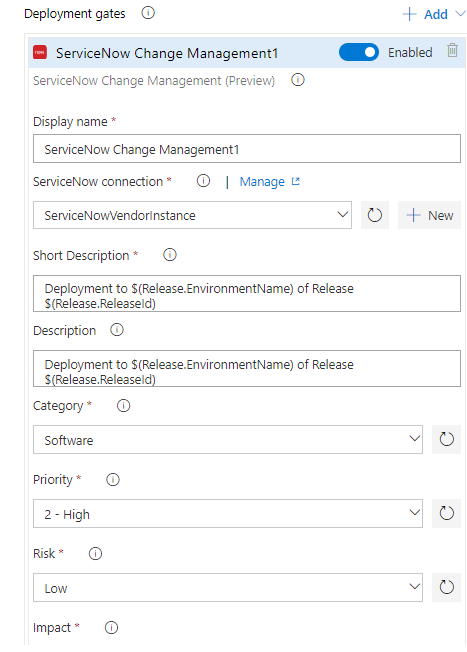 Deployment gates
Add
ServiceNow Change Management1
Enabled
ServiceNow Change Management (Preview)
Display name *
ServiceNow Change Management1
ServiceNow connection * | Manage
ServiceNowVendorInstance
New
Short Description *
Deployment to $(Release.EnvironmentName) of Release
$(Release.ReleaseId)
Description
Deployment to $(Release.EnvironmentName) of Release
$(Release.ReleaseId)
Category *
Software
Priority *
2 - High
Risk *
Low
Impact *